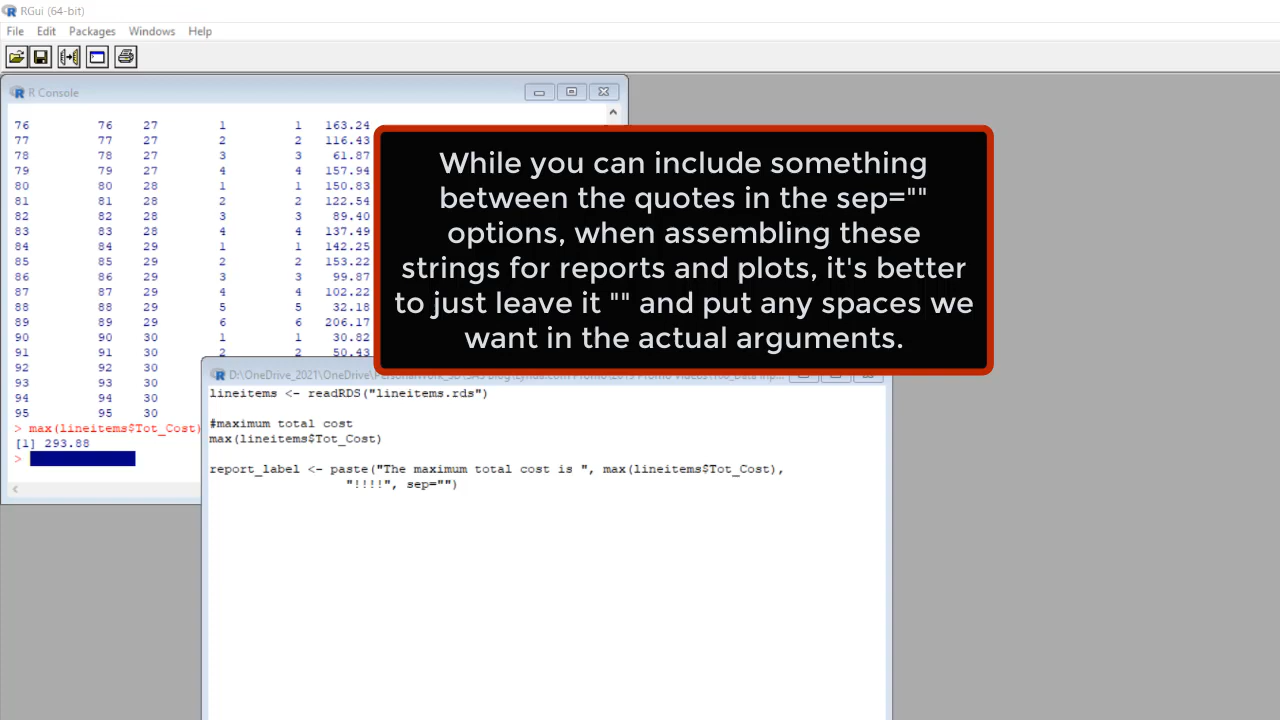 RGui (64-bit)
File Edit Packages Windows Help
R Console
76 76 27 1 1 163.24
77 77 27 2 2 116.43
78 78 27 3 3 61.87
79 79 27 4 4 157.94
80 80 28 1 1 150.83
81 81 28 2 2 122.54
82 82 28 3 3 89.40
83 83 28 4 4 137.49
84 84 29 1 1 142.25
85 85 29 2 2 153.22
86 86 29 3 3 99.87
87 87 29 4 4 102.22
88 88 29 5 5 32.18
89 89 29 6 6 206.17
90 90 30 1 1 30.82
91 91 30 2 2 50.43
92 92 30
93 93 30
94 94 30
95 95 30
> max(lineitems$Tot_Cost)
[1] 293.88
>
While you can include something
between the quotes in the sep=""
options, when assembling these
strings for reports and plots, it's better
to just leave it "" and put any spaces we
want in the actual arguments.
lineitems <- readRDS("lineitems.rds")
#maximum total cost
max(lineitems$Tot_Cost)
report_label <- paste("The maximum total cost is ", max(lineitems$Tot_Cost),
"!!!!", sep="")